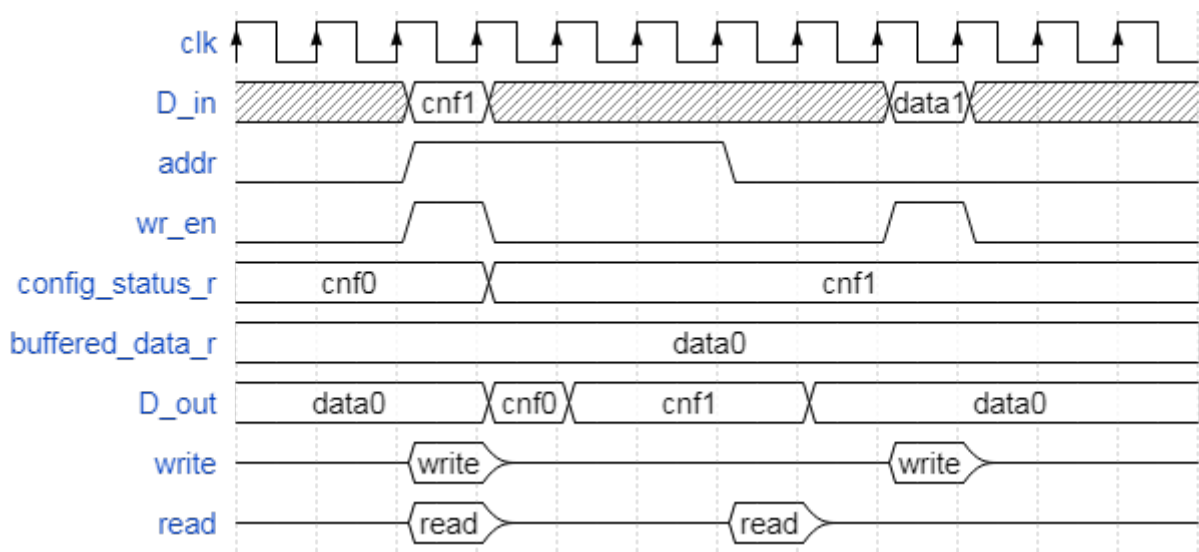 clk
D_in cnf1 data1
addr
wr_en
config_status_r cnf0 cnf1
buffered_data_r data0
D_out data0 cnf0 cnf1 data0
write write write
read read read